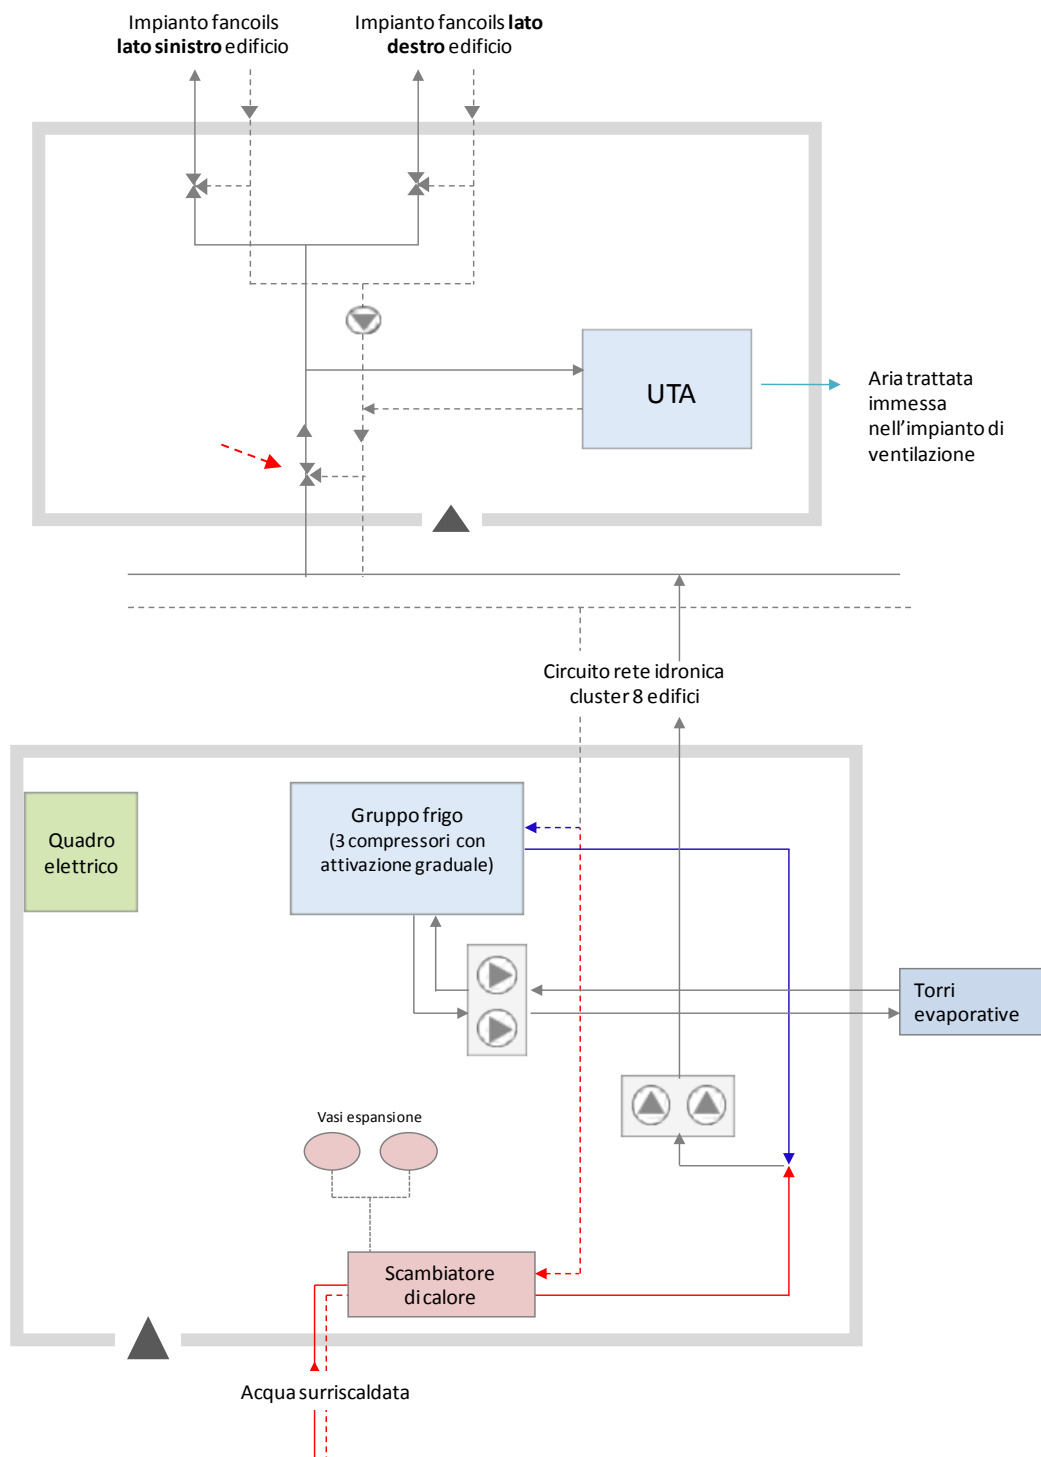 Impianto fancoils
lato sinistro edificio
Impianto fancoils lato
destro edificio
UTA
Aria trattata
immessa
nell'impianto di
ventilazione
Circuito rete idronica
cluster 8 edifici
Quadro
elettrico
Gruppo frigo
(3 compressori con
attivazione graduale)
Torri
evaporative
Vasi espansione
Scambiatore
di calore
Acqua surriscaldata